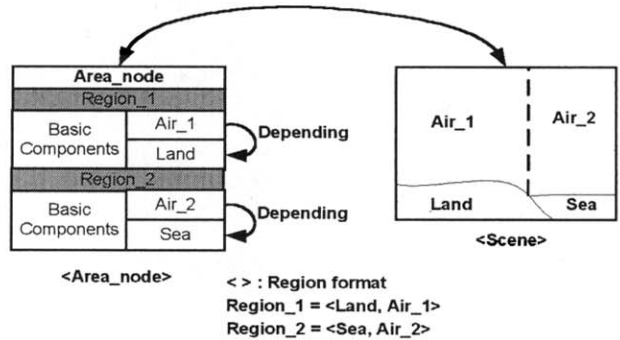 Area_node
Region_1
Basic
Components
Air_1
Land
Depending
Region_2
Basic
Components
Air_2
Sea
Depending
<Area_node>
Air_1
Air_2
Land
Sea
<Scene>
< > : Region format
Region_1 = <Land, Air_1>
Region_2 = <Sea, Air_2>